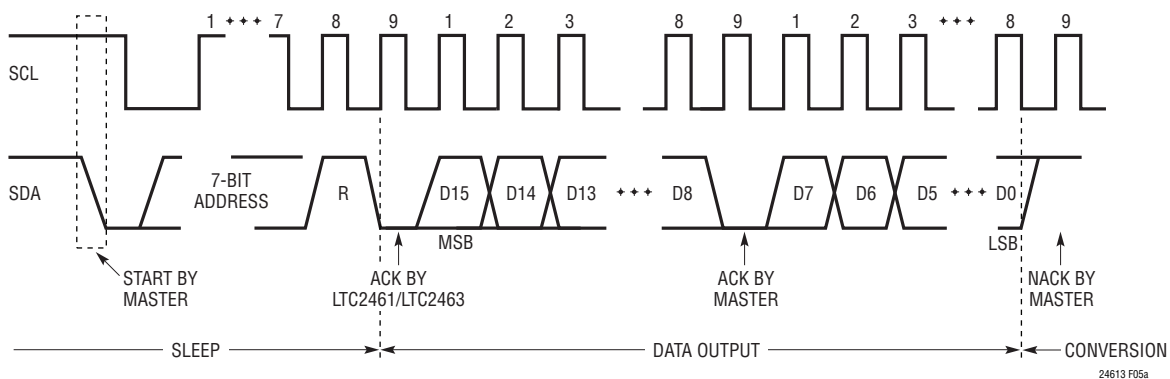 1 ✦✦✦ 7 8 9 1 2 3 8 9 1 2 3 ✦✦✦ 8 9
SCL
SDA
7-BIT
ADDRESS
R D15 D14 D13 ✦✦✦ D8 D7 D6 D5 ✦✦✦ D0
MSB
LSB
START BY
MASTER
ACK BY
LTC2461/LTC2463
ACK BY
MASTER
NACK BY
MASTER
SLEEP
DATA OUTPUT
CONVERSION
24613 F05a